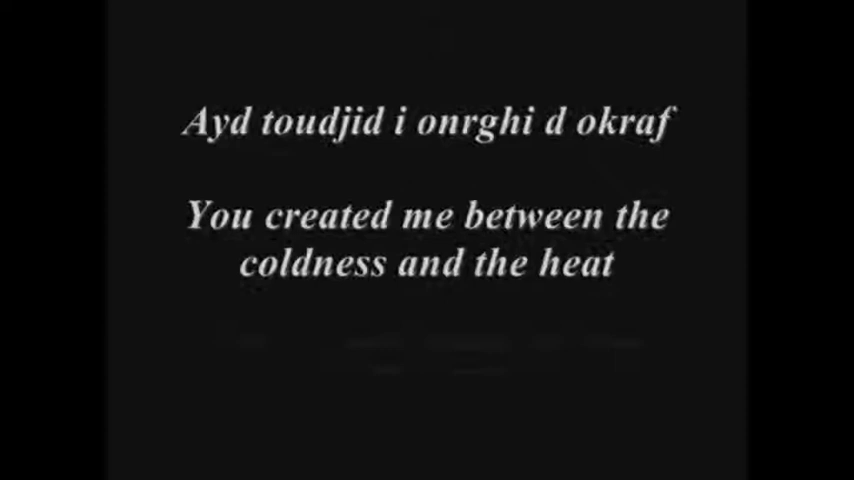 Ayd toudjid i onrghi d okraf
You created me between the
coldness and the heat